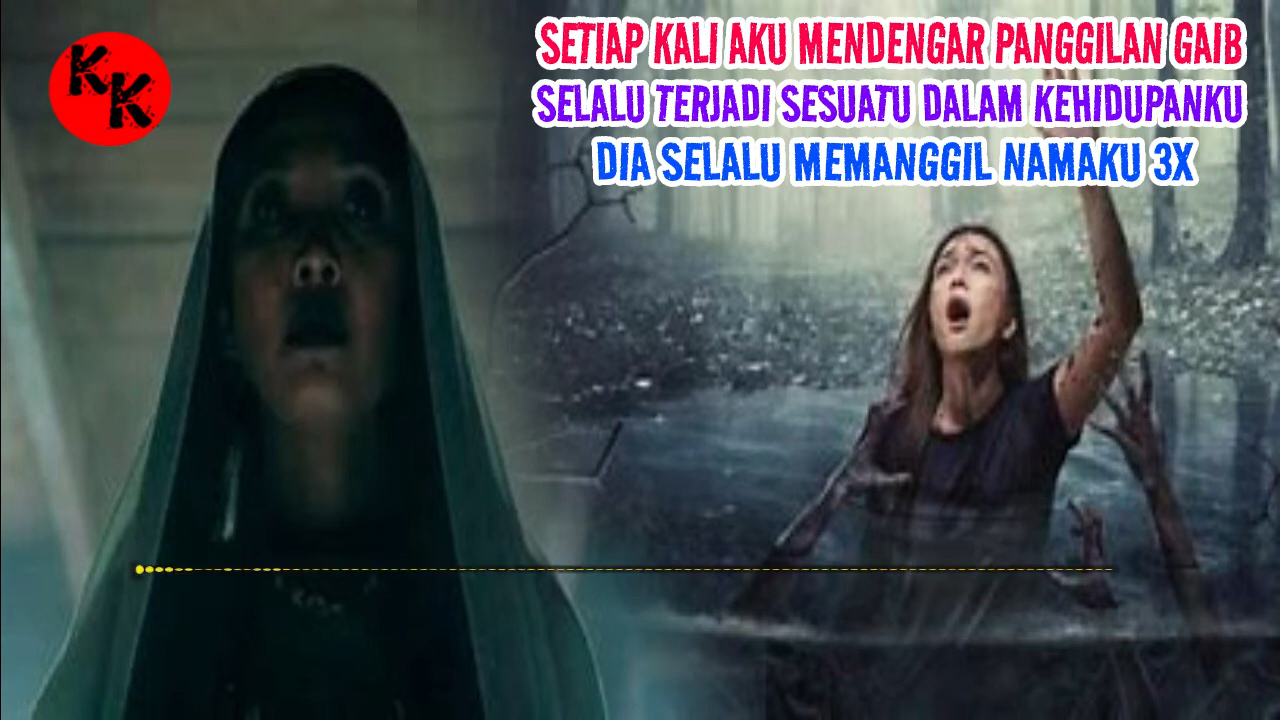 KK
SETIAP KALI AKU MENDENGAR PANGGILAN GAIB
SELALU TERJADI SESUATU DALAM KEHIDUPANKU
DIA SELALU MEMANGGIL NAMAKU 3X